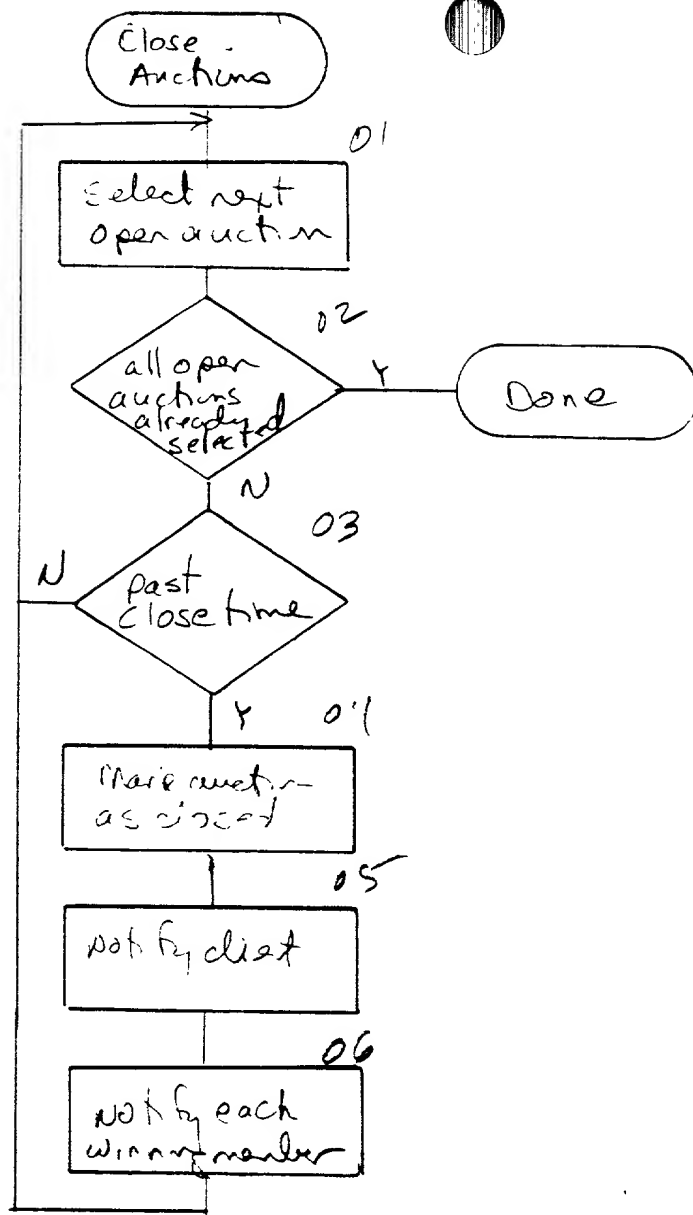 Close
Auctions
01
Select next
open auction
02
all open
auctions
already
selected
Y
Done
N
03
past
close time
N
Y
04
Mark auction
as closed
05
Notify client
06
Notify each
winning member